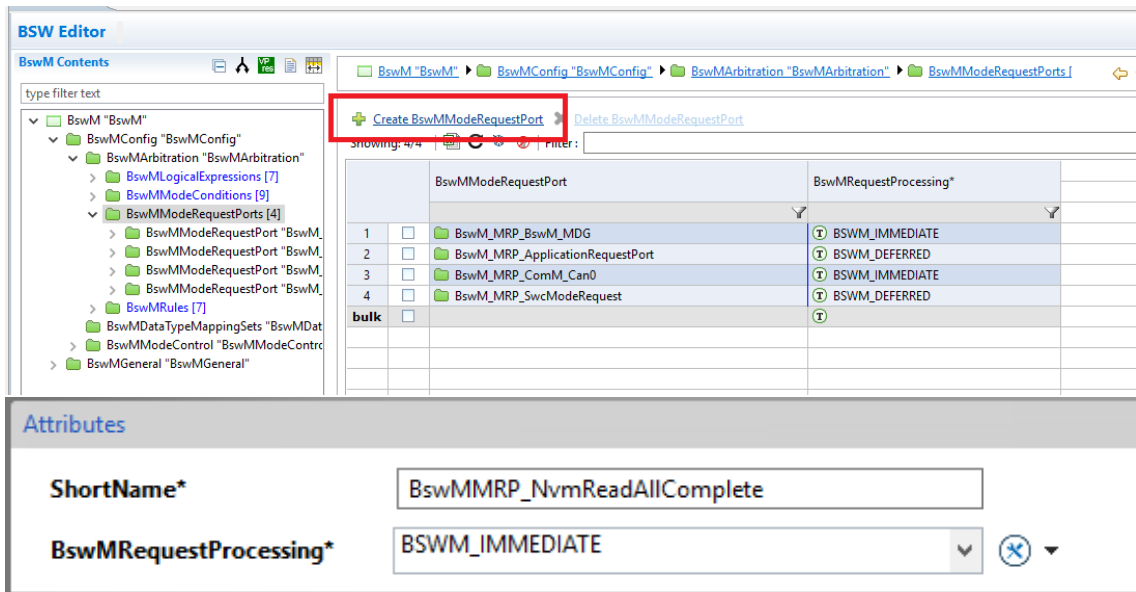 BSW Editor
BswM Contents
BswM "BswM" BswMConfig "BswMConfig" BswMArbitration "BswMArbitration" BswMModeRequestPorts [
type filter text
Create BswMModeRequestPort Delete BswMModeRequestPort
Showing: 4/4 Filter :
BswM "BswM"
BswMConfig "BswMConfig"
BswMArbitration "BswMArbitration"
BswMLogicalExpressions [7]
BswMModeConditions [9]
BswMModeRequestPorts [4]
BswMModeRequestPort "BswM_
BswMModeRequestPort "BswM_
BswMModeRequestPort "BswM_
BswMModeRequestPort "BswM_
BswMRules [7]
BswMDataTypeMappingSets "BswMDat
BswMModeControl "BswMModeContrc
BswMGeneral "BswMGeneral"
BswMModeRequestPort BswMRequestProcessing*
1 BswM_MRP_BswM_MDG T BSWM_IMMEDIATE
2 BswM_MRP_ApplicationRequestPort T BSWM_DEFERRED
3 BswM_MRP_ComM_Can0 T BSWM_IMMEDIATE
4 BswM_MRP_SwcModeRequest T BSWM_DEFERRED
bulk T
Attributes
ShortName* BswMMRP_NvmReadAllComplete
BswMRequestProcessing* BSWM_IMMEDIATE